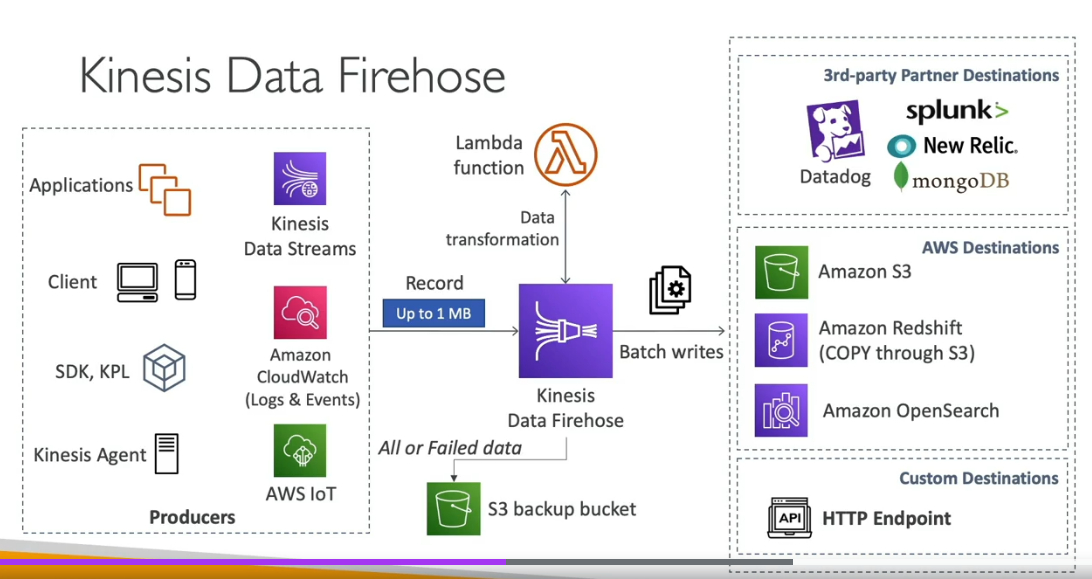 Kinesis Data Firehose
Applications
Kinesis
Data Streams
Client
Amazon
CloudWatch
(Logs & Events)
SDK, KPL
Kinesis Agent
AWS IoT
Producers
Record
Up to 1 MB
Lambda
function
Data
transformation
Kinesis
Data Firehose
All or Failed data
S3 backup bucket
Batch writes
3rd-party Partner Destinations
Datadog
splunk>
New Relic.
mongoDB
AWS Destinations
Amazon S3
Amazon Redshift
(COPY through S3)
Amazon OpenSearch
Custom Destinations
API
HTTP Endpoint